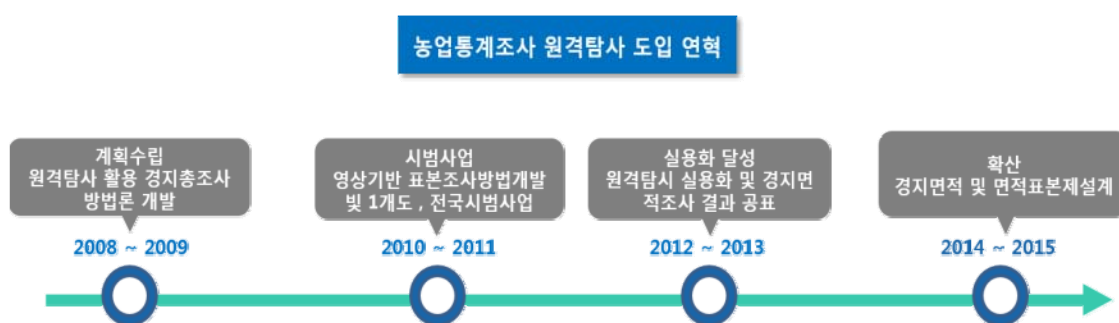 농업통계조사 원격탐사 도입 연혁
계획수립
원격탐사 활용 경지총조사
방법론 개발
2008 ~ 2009
시범사업
영상기반 표본조사방법개발
빛 1개도 , 전국시범사업
2010 ~ 2011
실용화 달성
원격탐시 실용화 및 경지면
적조사 결과 공표
2012 ~ 2013
확산
경지면적 및 면적표본제설계
2014 ~ 2015